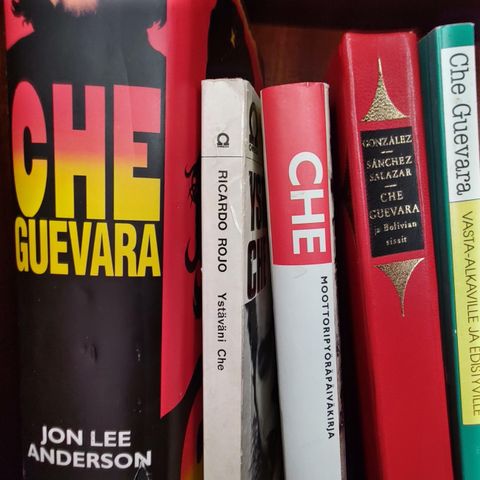 CHE
GUEVARA
JON LEE
ANDERSON
RICARDO ROJO Ystäväni Che
CHE
MOOTTORIPYÖRÄPÄIVÄKIRJA
GONZÁLEZ
SÁNCHEZ
SALAZAR
CHE
GUEVARA
ja Bolivian
sissit
Che Guevara
VASTA-ALKAVILLE JA EDISTYVILLE